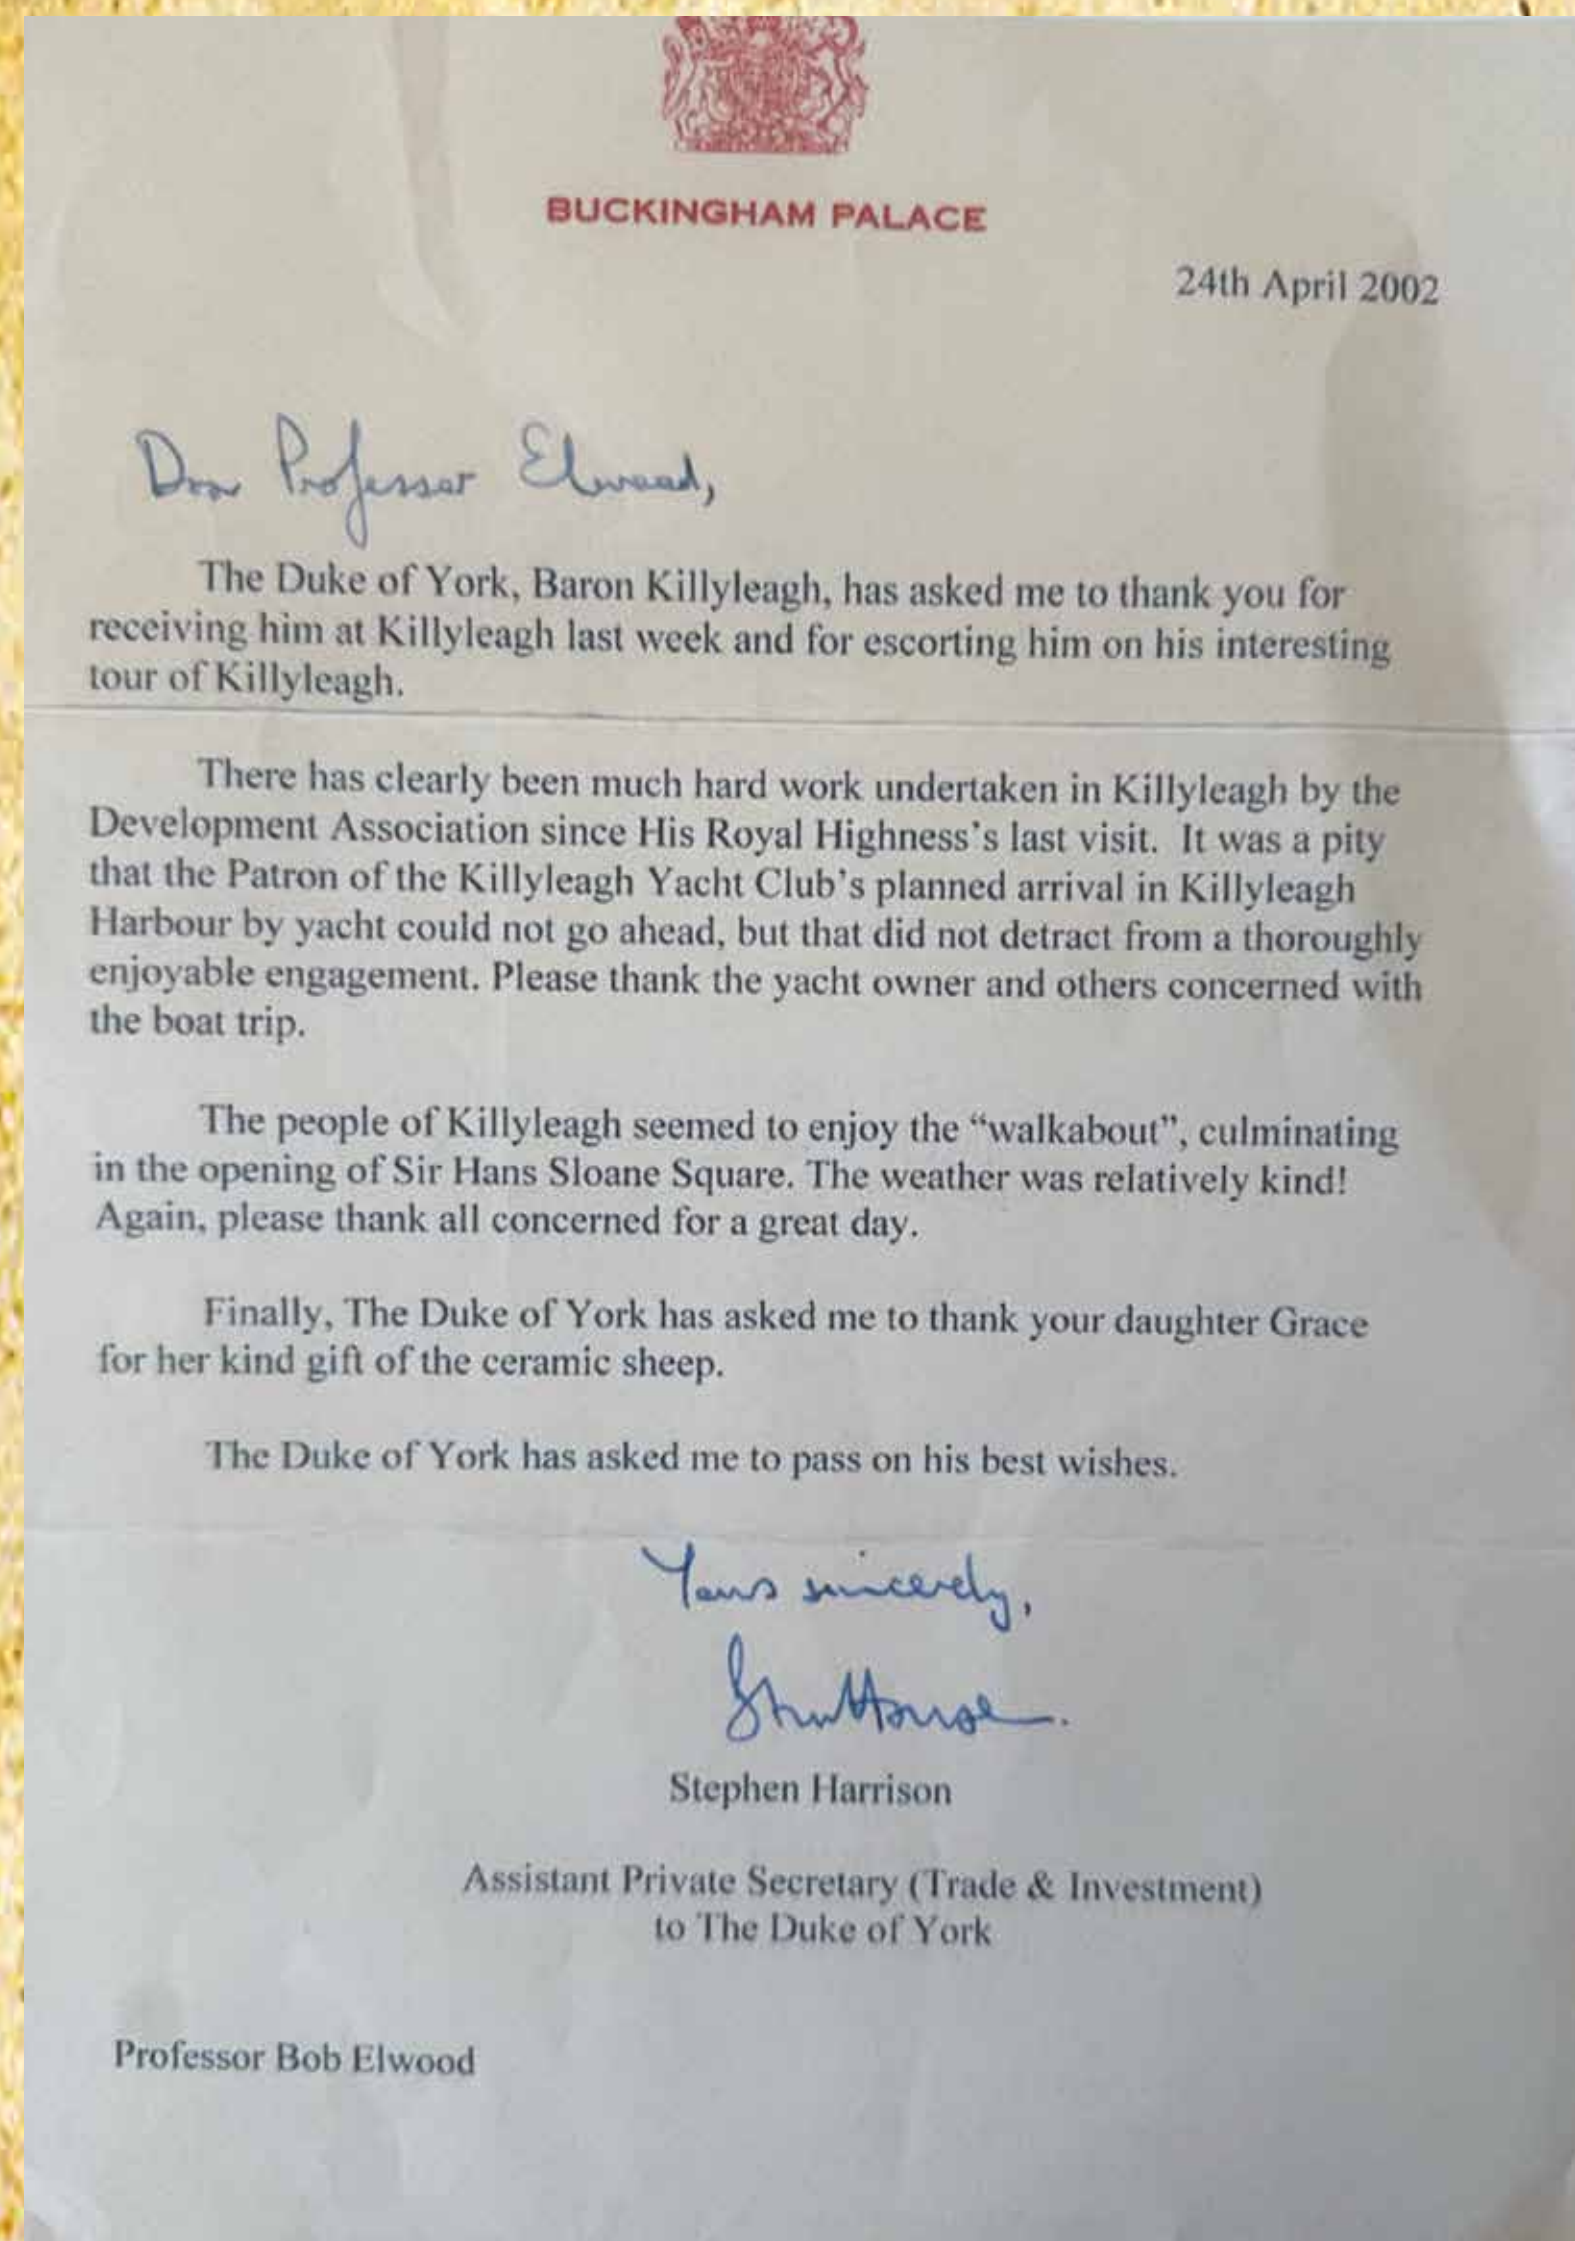 BUCKINGHAM PALACE
24th April 2002
Dear Professor Elwood,
The Duke of York, Baron Killyleagh, has asked me to thank you for
receiving him at Killyleagh last week and for escorting him on his interesting
tour of Killyleagh.
There has clearly been much hard work undertaken in Killyleagh by the
Development Association since His Royal Highness's last visit. It was a pity
that the Patron of the Killyleagh Yacht Club's planned arrival in Killyleagh
Harbour by yacht could not go ahead, but that did not detract from a thoroughly
enjoyable engagement. Please thank the yacht owner and others concerned with
the boat trip.
The people of Killyleagh seemed to enjoy the “walkabout”, culminating
in the opening of Sir Hans Sloane Square. The weather was relatively kind!
Again, please thank all concerned for a great day.
Finally, The Duke of York has asked me to thank your daughter Grace
for her kind gift of the ceramic sheep.
The Duke of York has asked me to pass on his best wishes.
Yours sincerely,
Stephen Harrison
Assistant Private Secretary (Trade & Investment)
to The Duke of York
Professor Bob Elwood